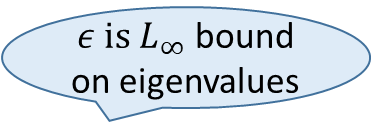 ϵ is L∞ bound
on eigenvalues